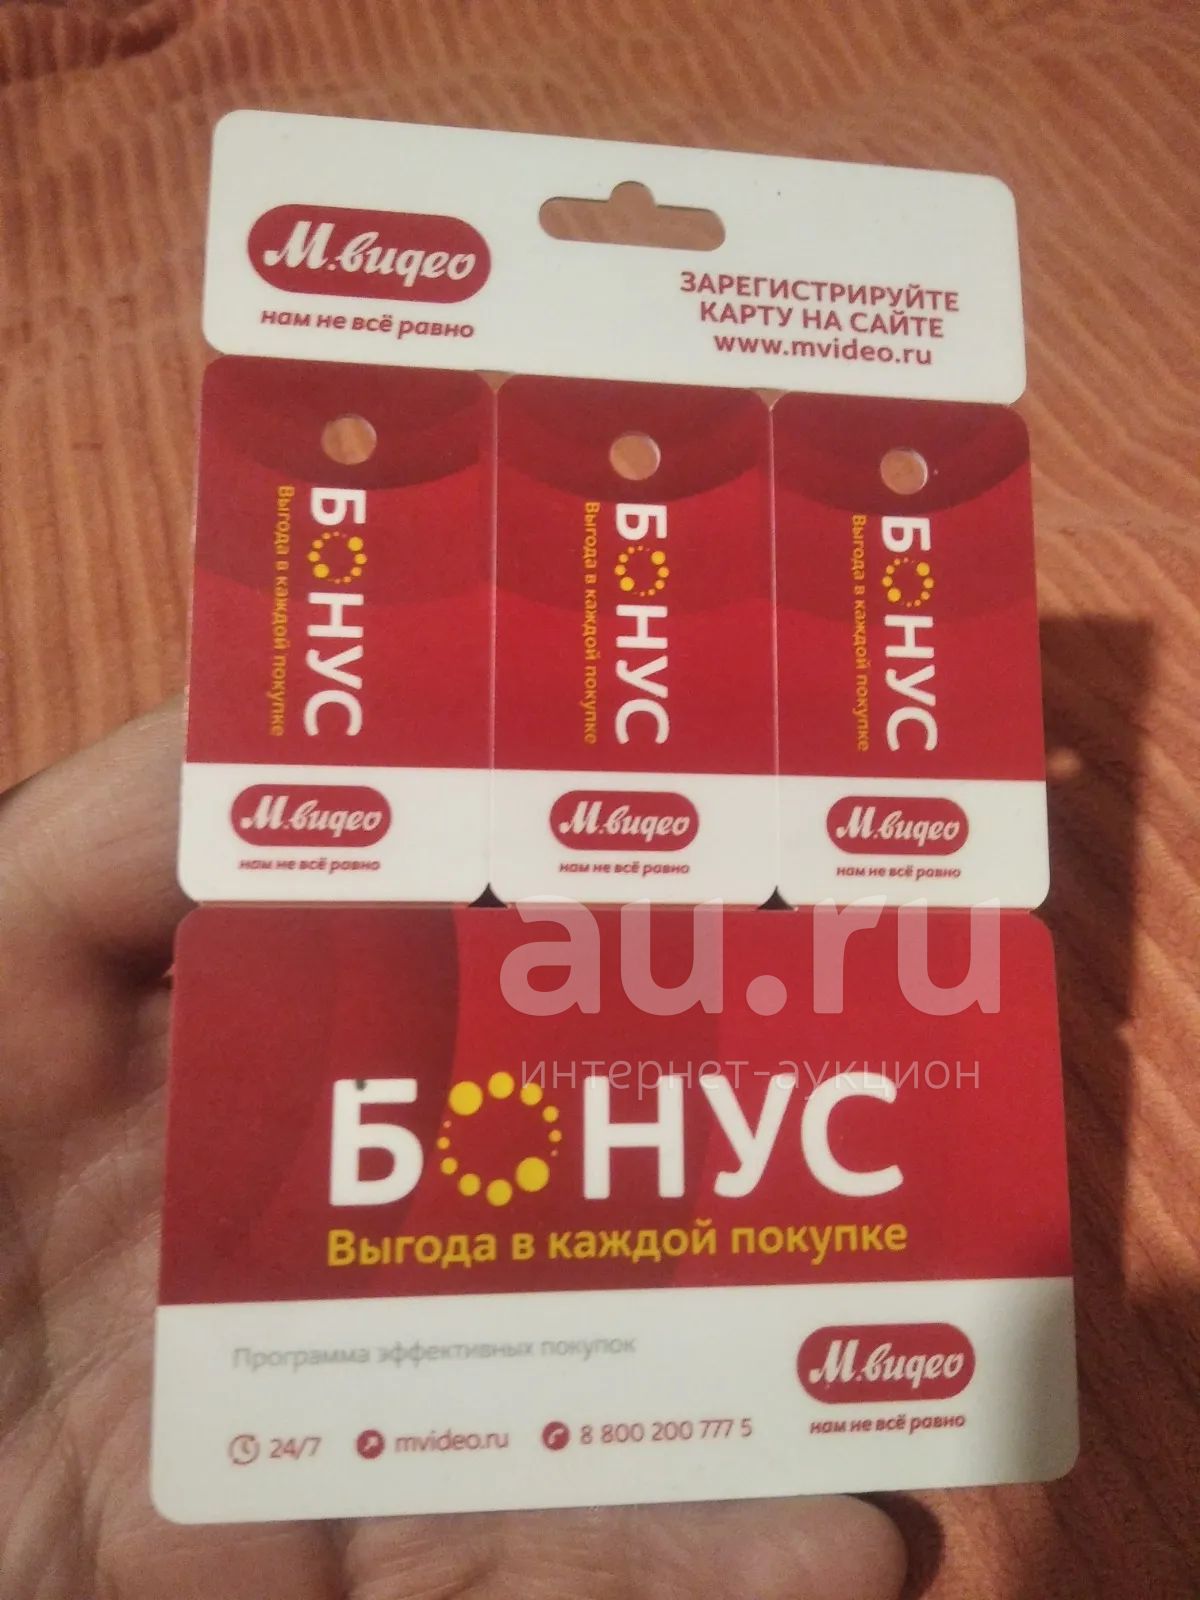 М.видео
нам не всё равно
ЗАРЕГИСТРИРУЙТЕ
КАРТУ НА САЙТЕ
www.mvideo.ru
БОНУС
Выгода в каждой покупке
БОНУС
Выгода в каждой покупке
БОНУС
Выгода в каждой покупке
М.видео
нам не всё равно
М.видео
нам не всё равно
М.видео
нам не всё равно
au.ru
интернет-аукцион
БОНУС
Выгода в каждой покупке
Программа эффективных покупок
24/7 mvideo.ru 8 800 200 777 5
М.видео
нам не всё равно